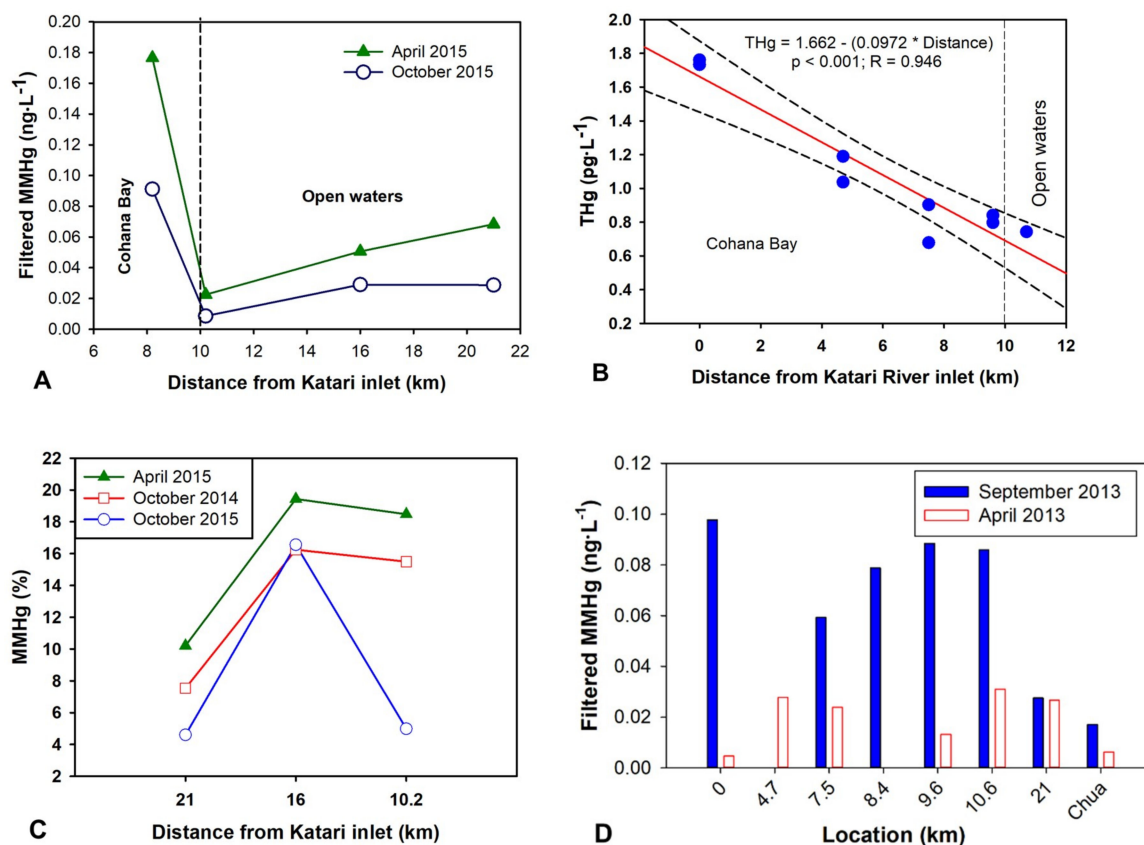 0.20
0.18
0.16
0.14
0.12
0.10
0.08
0.06
0.04
0.02
0.00
Filtered MMHg (ng·L⁻¹)
April 2015
October 2015
Cohana Bay
Open waters
6 8 10 12 14 16 18 20 22
A
Distance from Katari inlet (km)
2.0
1.8
1.6
1.4
1.2
1.0
0.8
0.6
0.4
0.2
THg (pg·L⁻¹)
THg = 1.662 - (0.0972 * Distance)
p < 0.001; R = 0.946
Open waters
Cohana Bay
0 2 4 6 8 10 12
B
Distance from Katari River inlet (km)
22
20
18
16
14
12
10
8
6
4
2
MMHg (%)
April 2015
October 2014
October 2015
21 16 10.2
C
Distance from Katari inlet (km)
0.12
0.10
0.08
0.06
0.04
0.02
0.00
Filtered MMHg (ng·L⁻¹)
September 2013
April 2013
0 4.7 7.5 8.4 9.6 10.6 21 Chua
D
Location (km)